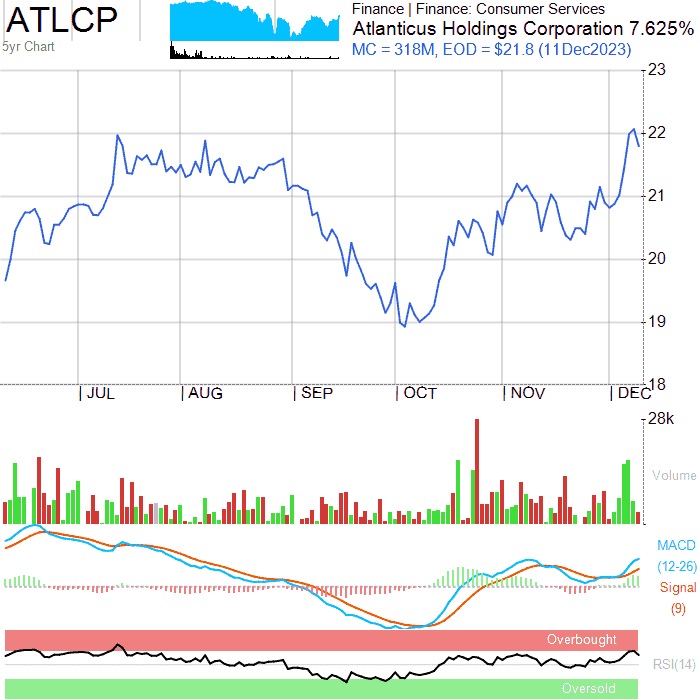 ATLCP
5yr Chart
Finance | Finance: Consumer Services
Atlanticus Holdings Corporation 7.625%
MC = 318M, EOD = $21.8 (11Dec2023)
23
22
21
20
19
18
JUL
AUG
SEP
OCT
NOV
DEC
28k
Volume
MACD
(12-26)
Signal
(9)
Overbought
RSI(14)
Oversold